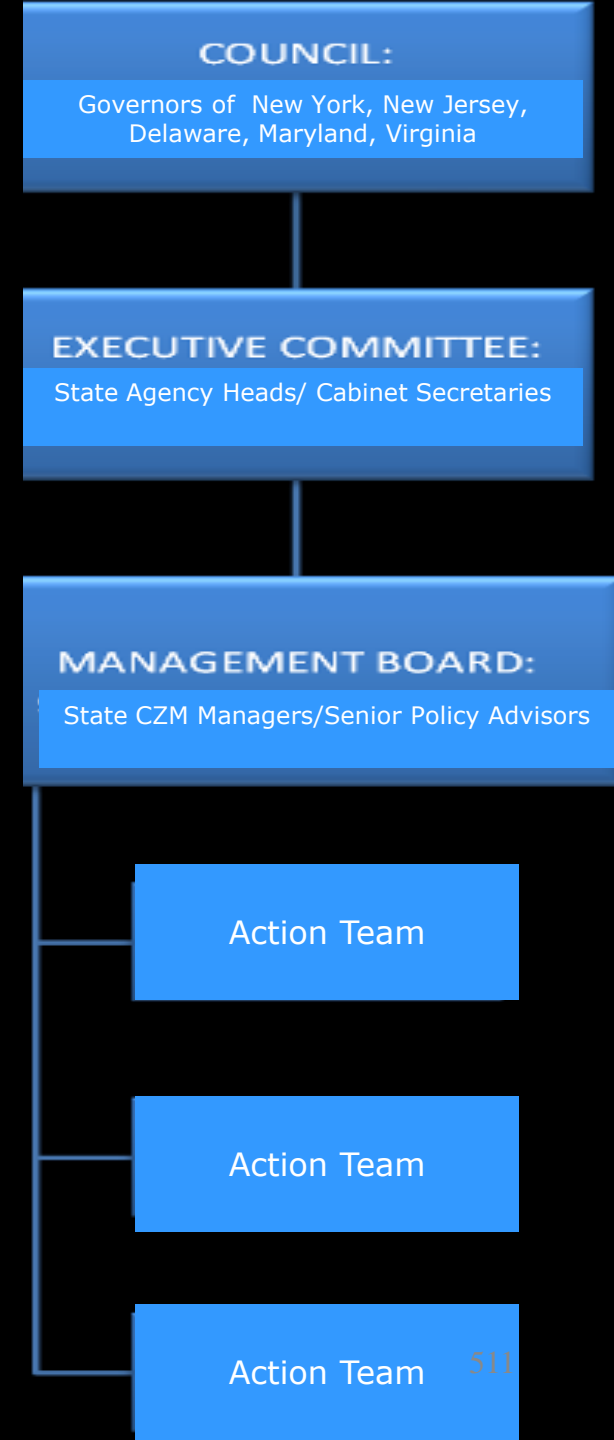 COUNCIL:
Governors of New York, New Jersey,
Delaware, Maryland, Virginia
EXECUTIVE COMMITTEE:
State Agency Heads/ Cabinet Secretaries
MANAGEMENT BOARD:
State CZM Managers/Senior Policy Advisors
Action Team
Action Team
Action Team
511